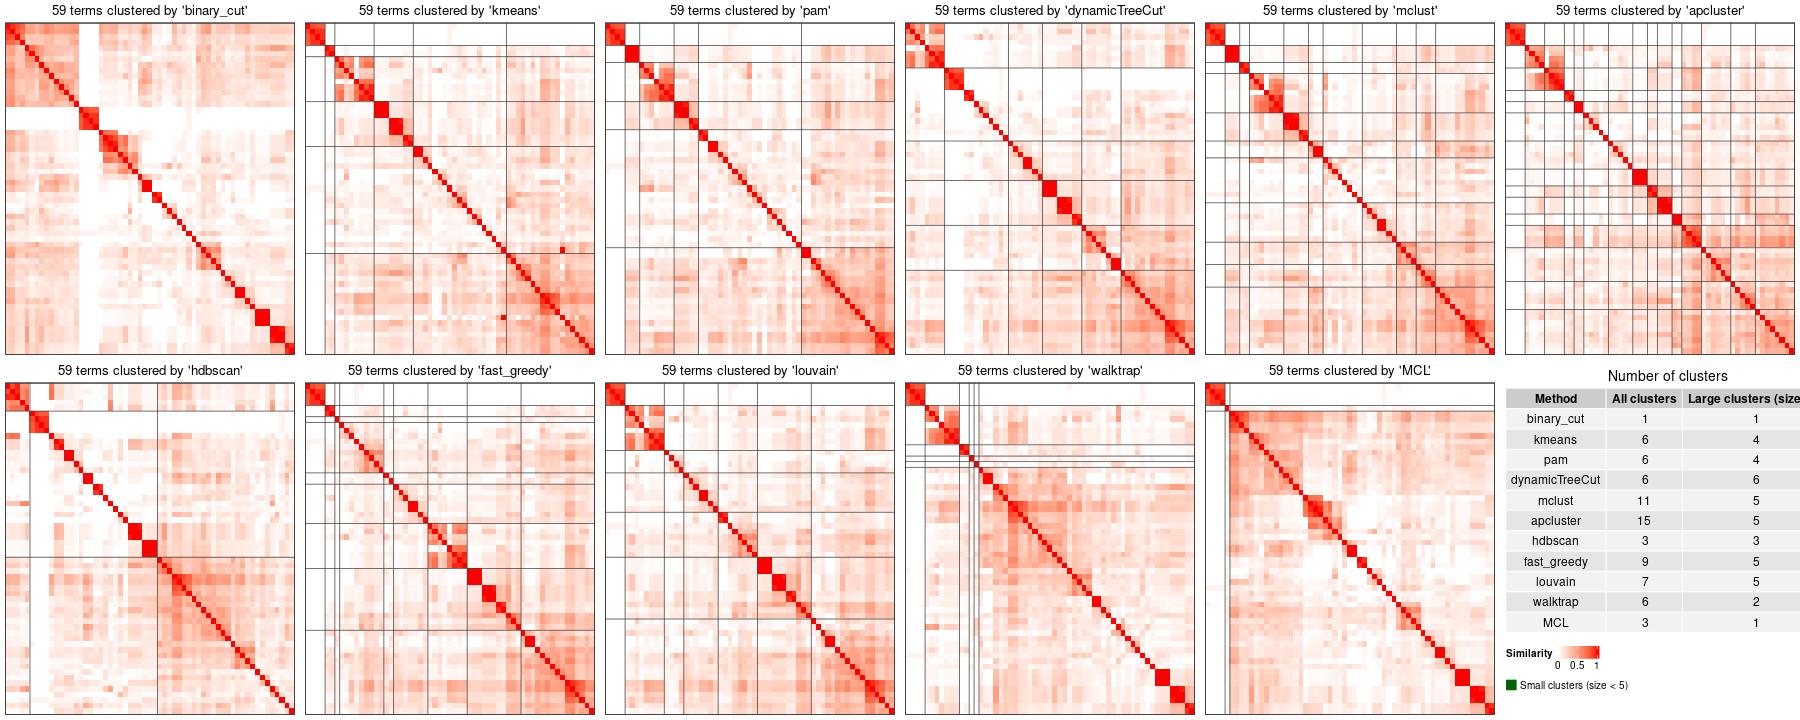 59 terms clustered by 'binary_cut'
59 terms clustered by 'kmeans'
59 terms clustered by 'pam'
59 terms clustered by 'dynamicTreeCut'
59 terms clustered by 'mclust'
59 terms clustered by 'apcluster'
59 terms clustered by 'hdbscan'
59 terms clustered by 'fast_greedy'
59 terms clustered by 'louvain'
59 terms clustered by 'walktrap'
59 terms clustered by 'MCL'
Number of clusters
Method All clusters Large clusters (size
binary_cut 1 1
kmeans 6 4
pam 6 4
dynamicTreeCut 6 6
mclust 11 5
apcluster 15 5
hdbscan 3 3
fast_greedy 9 5
louvain 7 5
walktrap 6 2
MCL 3 1
Similarity
0 0.5 1
Small clusters (size < 5)